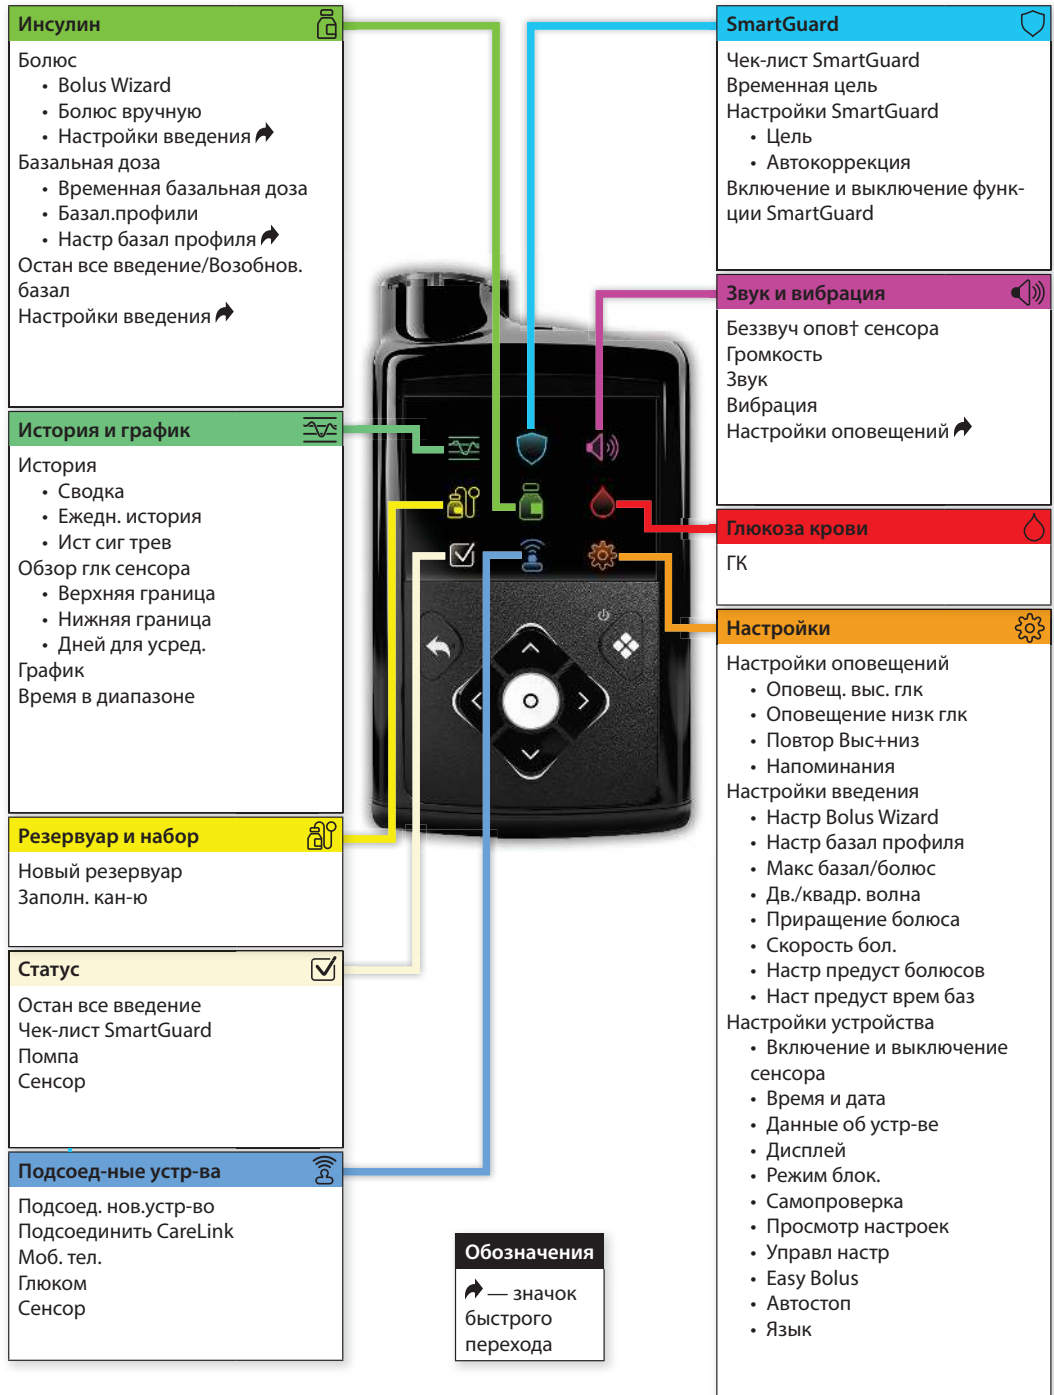 Инсулин
Болюс
• Bolus Wizard
• Болюс вручную
• Настройки введения
Базальная доза
• Временная базальная доза
• Базал.профили
• Настр базал профиля
Остан все введение/Возобнов.
базал
Настройки введения
История и график
История
• Сводка
• Ежедн. история
• Ист сиг трев
Обзор глк сенсора
• Верхняя граница
• Нижняя граница
• Дней для усред.
График
Время в диапазоне
Резервуар и набор
Новый резервуар
Заполн. кан-ю
Статус
Остан все введение
Чек-лист SmartGuard
Помпа
Сенсор
Подсоед-ные устр-ва
Подсоед. нов.устр-во
Подсоединить CareLink
Моб. тел.
Глюком
Сенсор
Обозначения
— значок
быстрого
перехода
SmartGuard
Чек-лист SmartGuard
Временная цель
Настройки SmartGuard
• Цель
• Автокоррекция
Включение и выключение функ-
ции SmartGuard
Звук и вибрация
Беззвуч опов† сенсора
Громкость
Звук
Вибрация
Настройки оповещений
Глюкоза крови
ГК
Настройки
Настройки оповещений
• Оповещ. выс. глк
• Оповещение низк глк
• Повтор Выс+низ
• Напоминания
Настройки введения
• Настр Bolus Wizard
• Настр базал профиля
• Макс базал/болюс
• Дв./квадр. волна
• Приращение болюса
• Скорость бол.
• Настр предуст болюсов
• Наст предуст врем баз
Настройки устройства
• Включение и выключение
сенсора
• Время и дата
• Данные об устр-ве
• Дисплей
• Режим блок.
• Самопроверка
• Просмотр настроек
• Управл настр
• Easy Bolus
• Автостоп
• Язык